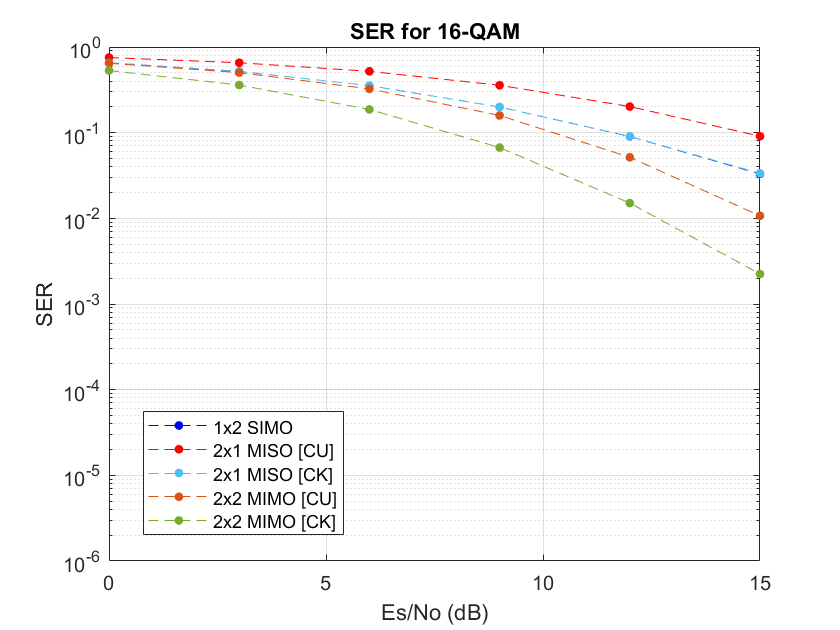 SER for 16-QAM
10^0
10^-1
10^-2
10^-3
10^-4
10^-5
10^-6
SER
1x2 SIMO
2x1 MISO [CU]
2x1 MISO [CK]
2x2 MIMO [CU]
2x2 MIMO [CK]
0 5 10 15
Es/No (dB)